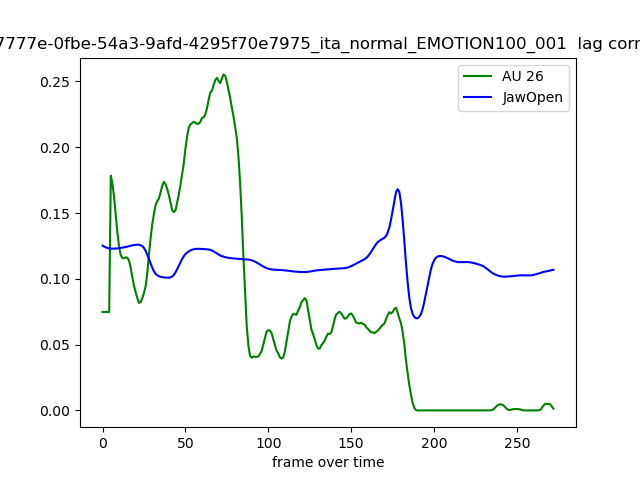 7777e-0fbe-54a3-9afd-4295f70e7975_ita_normal_EMOTION100_001 lag corr
AU 26
JawOpen
0.25
0.20
0.15
0.10
0.05
0.00
0 50 100 150 200 250
frame over time